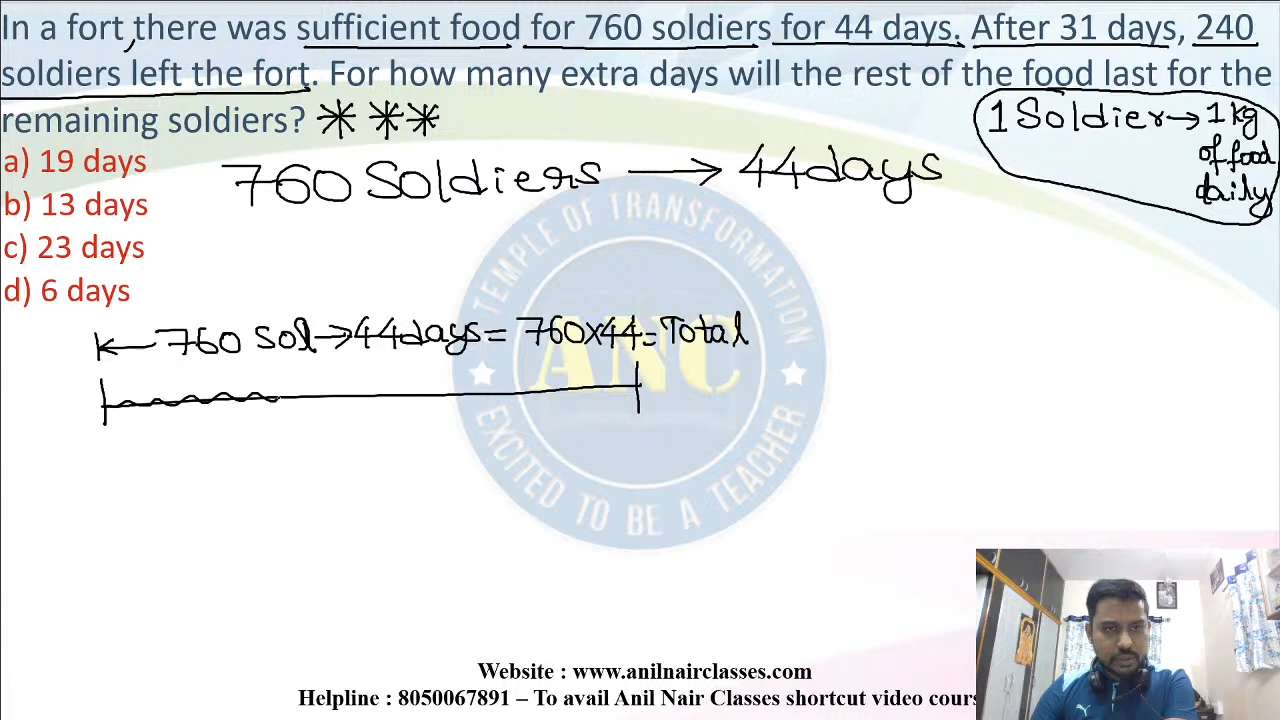 In a fort, there was sufficient food for 760 soldiers for 44 days. After 31 days, 240
soldiers left the fort. For how many extra days will the rest of the food last for the
remaining soldiers? ***
a) 19 days
b) 13 days
c) 23 days
d) 6 days
1 Soldier → 1 kg
of food
daily
760 Soldiers → 44 days
← 760 Sol → 44 days = 760×44 = Total
TEMPLE OF TRANSFORMATION
ANC
EXCITED TO BE A TEACHER
Website : www.anilnairclasses.com
Helpline : 8050067891 – To avail Anil Nair Classes shortcut video cours